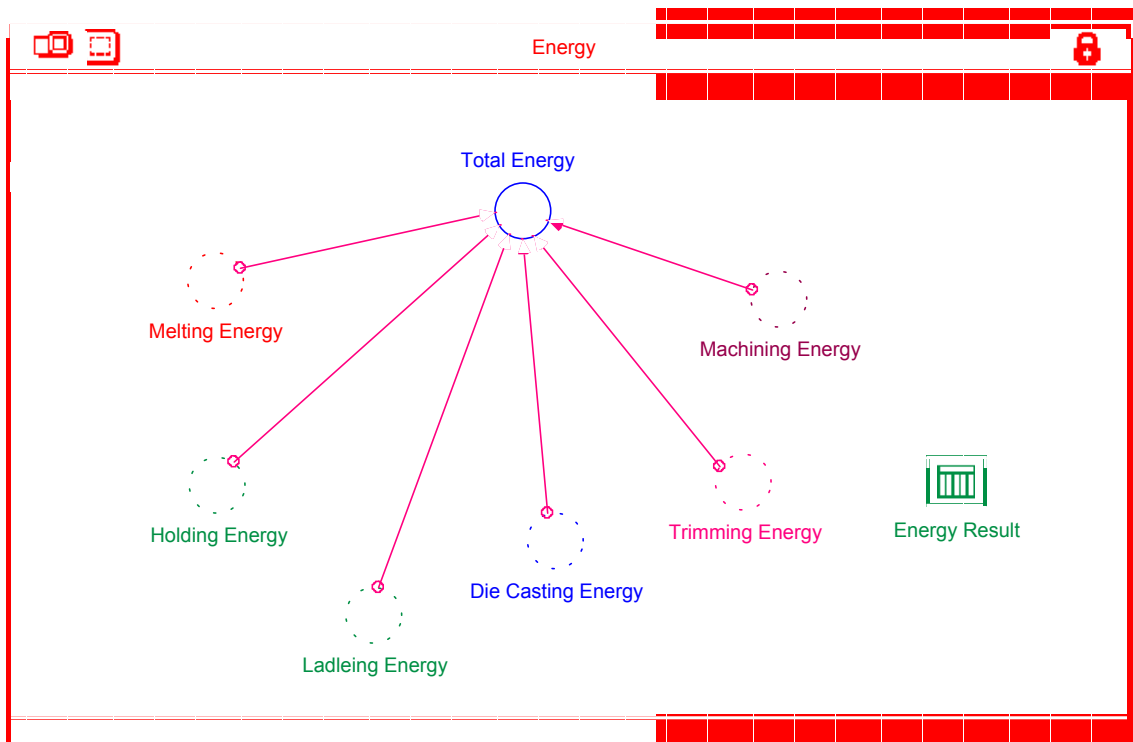 Energy
Total Energy
Melting Energy
Machining Energy
Holding Energy
Trimming Energy
Energy Result
Die Casting Energy
Ladleing Energy